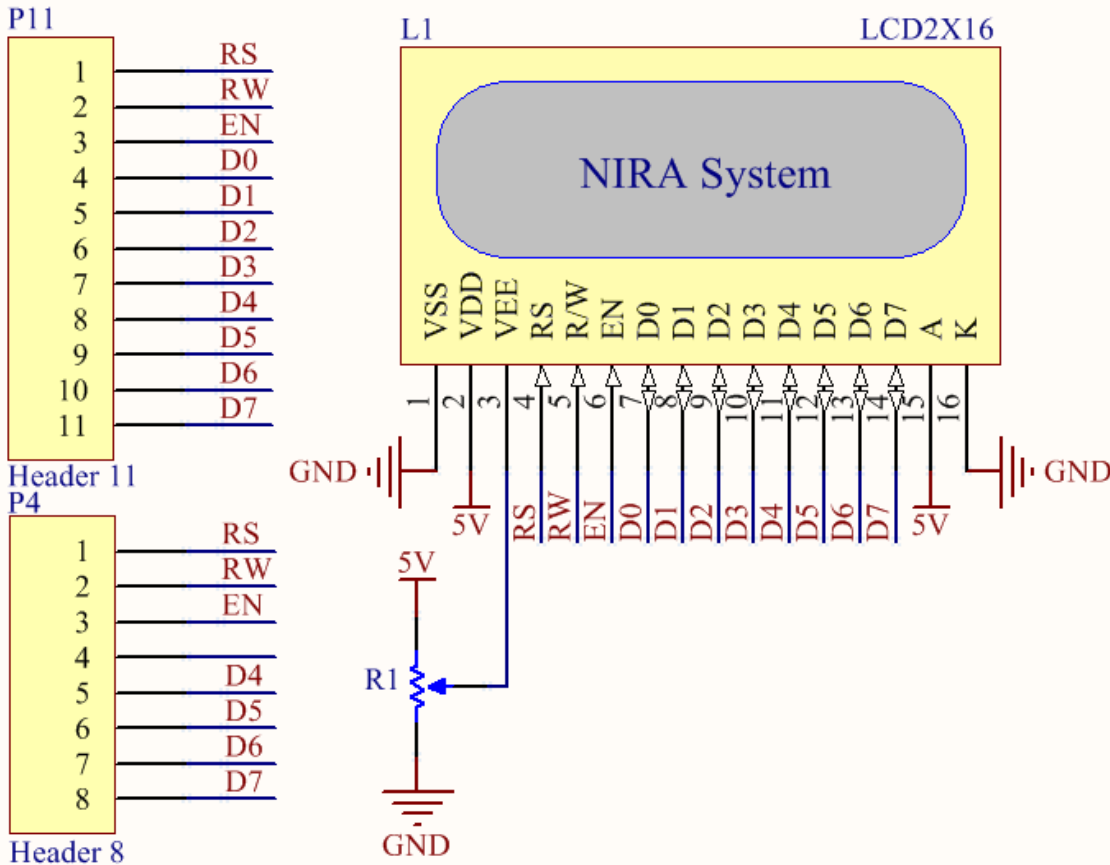 P11
1 RS
2 RW
3 EN
4 D0
5 D1
6 D2
7 D3
8 D4
9 D5
10 D6
11 D7
Header 11
P4
1 RS
2 RW
3 EN
4
5 D4
6 D5
7 D6
8 D7
Header 8
L1 LCD2X16
NIRA System
VSS VDD VEE RS R/W EN D0 D1 D2 D3 D4 D5 D6 D7 A K
1 2 3 4 5 6 7 8 9 10 11 12 13 14 15 16
GND GND
5V RS RW EN D0 D1 D2 D3 D4 D5 D6 D7 5V
5V
R1
GND